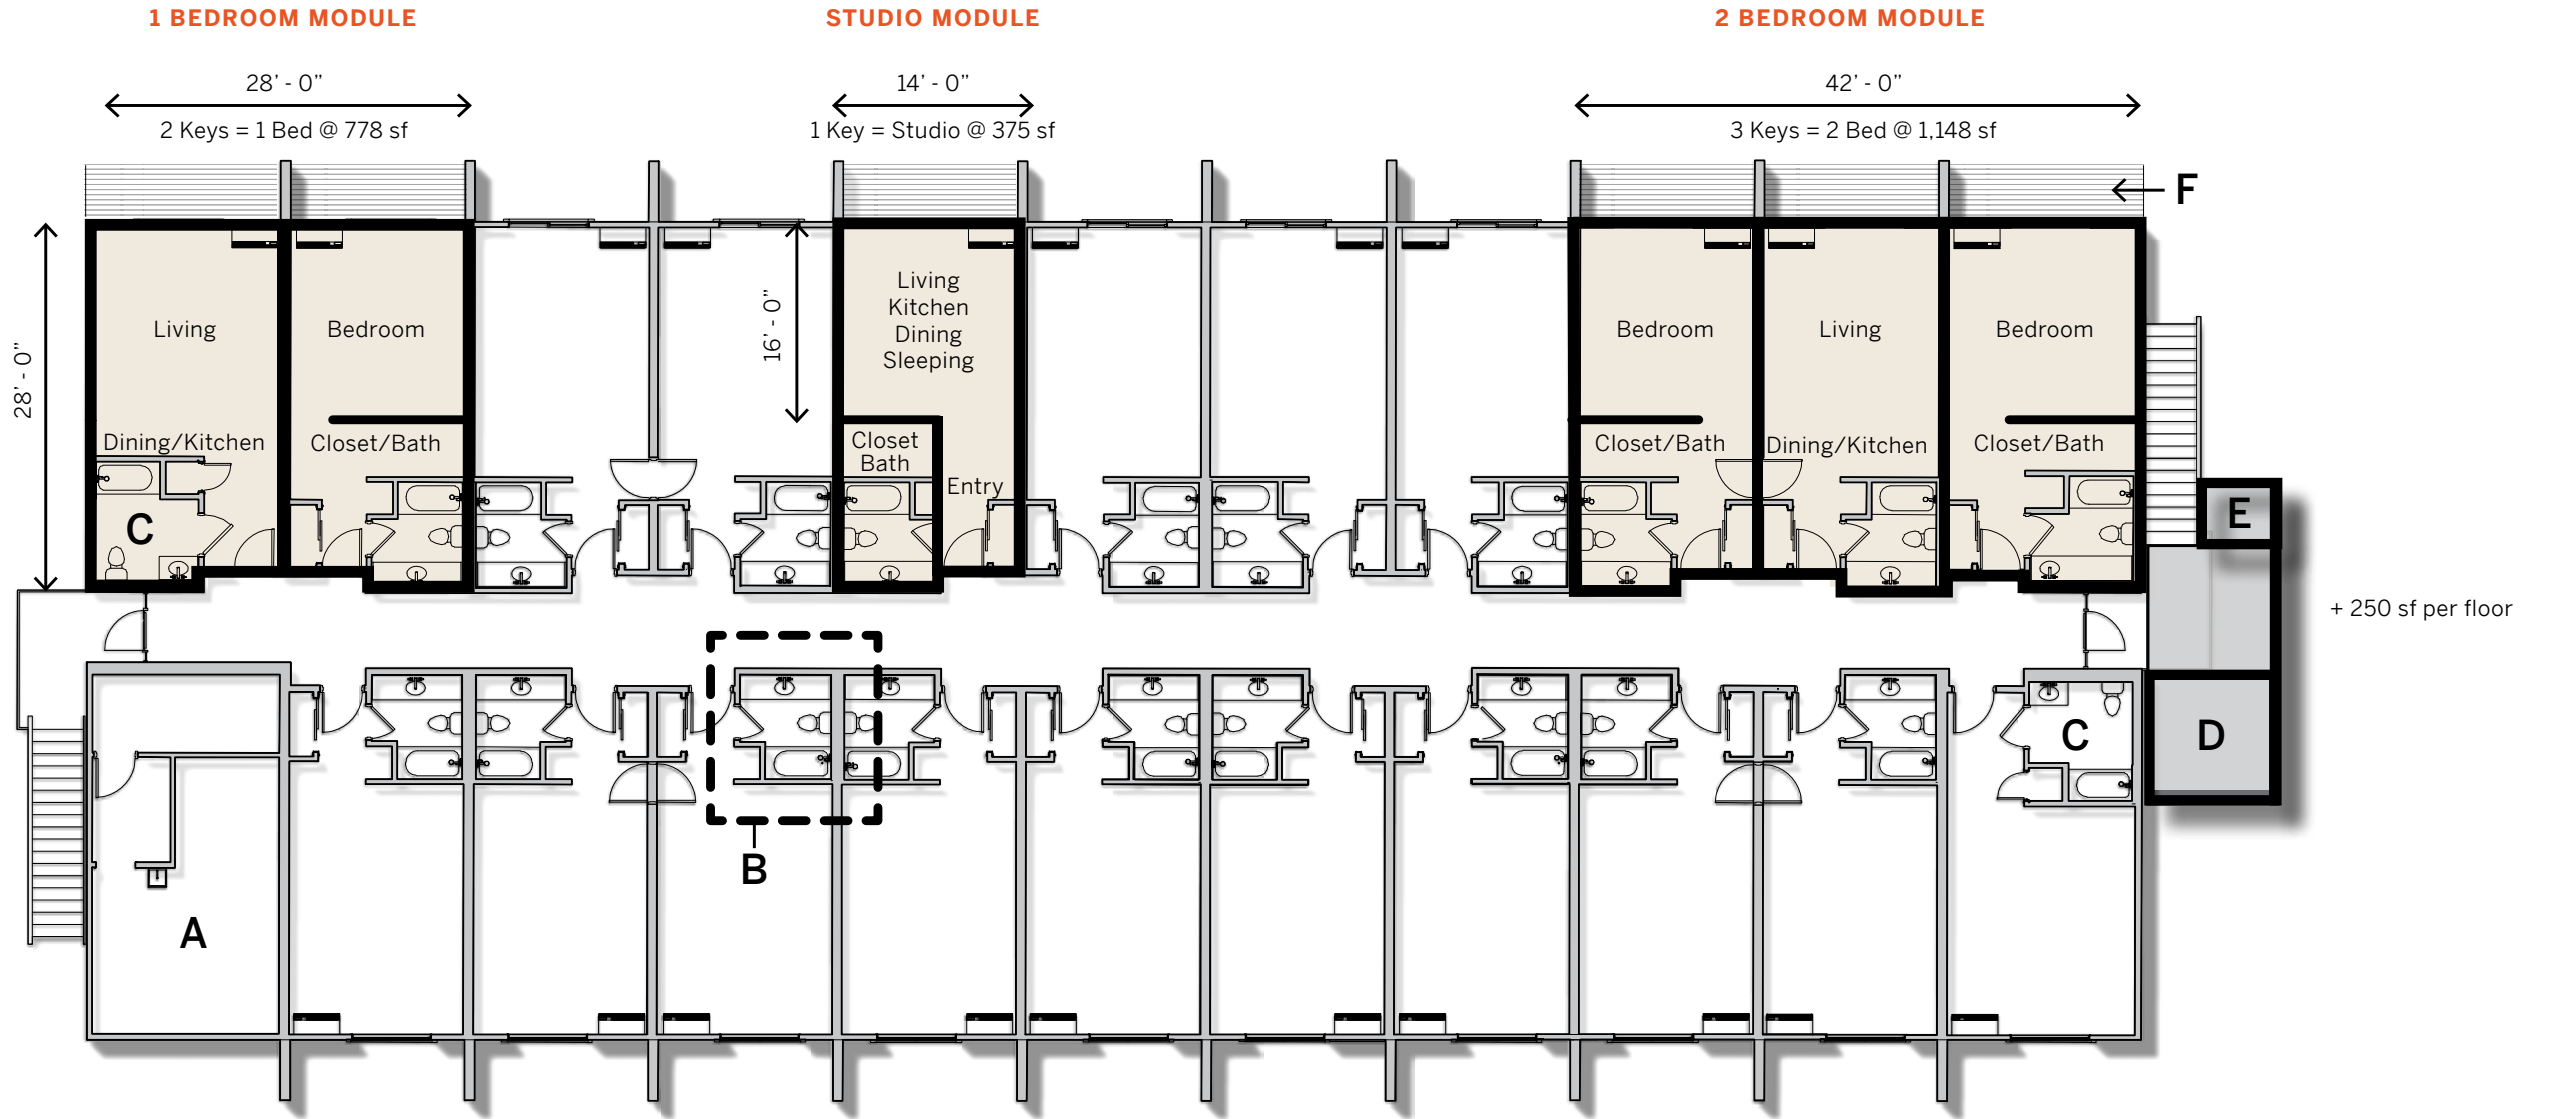 1 BEDROOM MODULE
STUDIO MODULE
2 BEDROOM MODULE
28’ - 0”
14’ - 0”
42’ - 0”
2 Keys = 1 Bed @ 778 sf
1 Key = Studio @ 375 sf
3 Keys = 2 Bed @ 1,148 sf
F
28’ - 0”
Living
Bedroom
Dining/Kitchen
Closet/Bath
C
16’ - 0”
Living
Kitchen
Dining
Sleeping
Closet
Bath
Entry
Bedroom
Living
Bedroom
Closet/Bath
Dining/Kitchen
Closet/Bath
E
+ 250 sf per floor
C
D
B
A